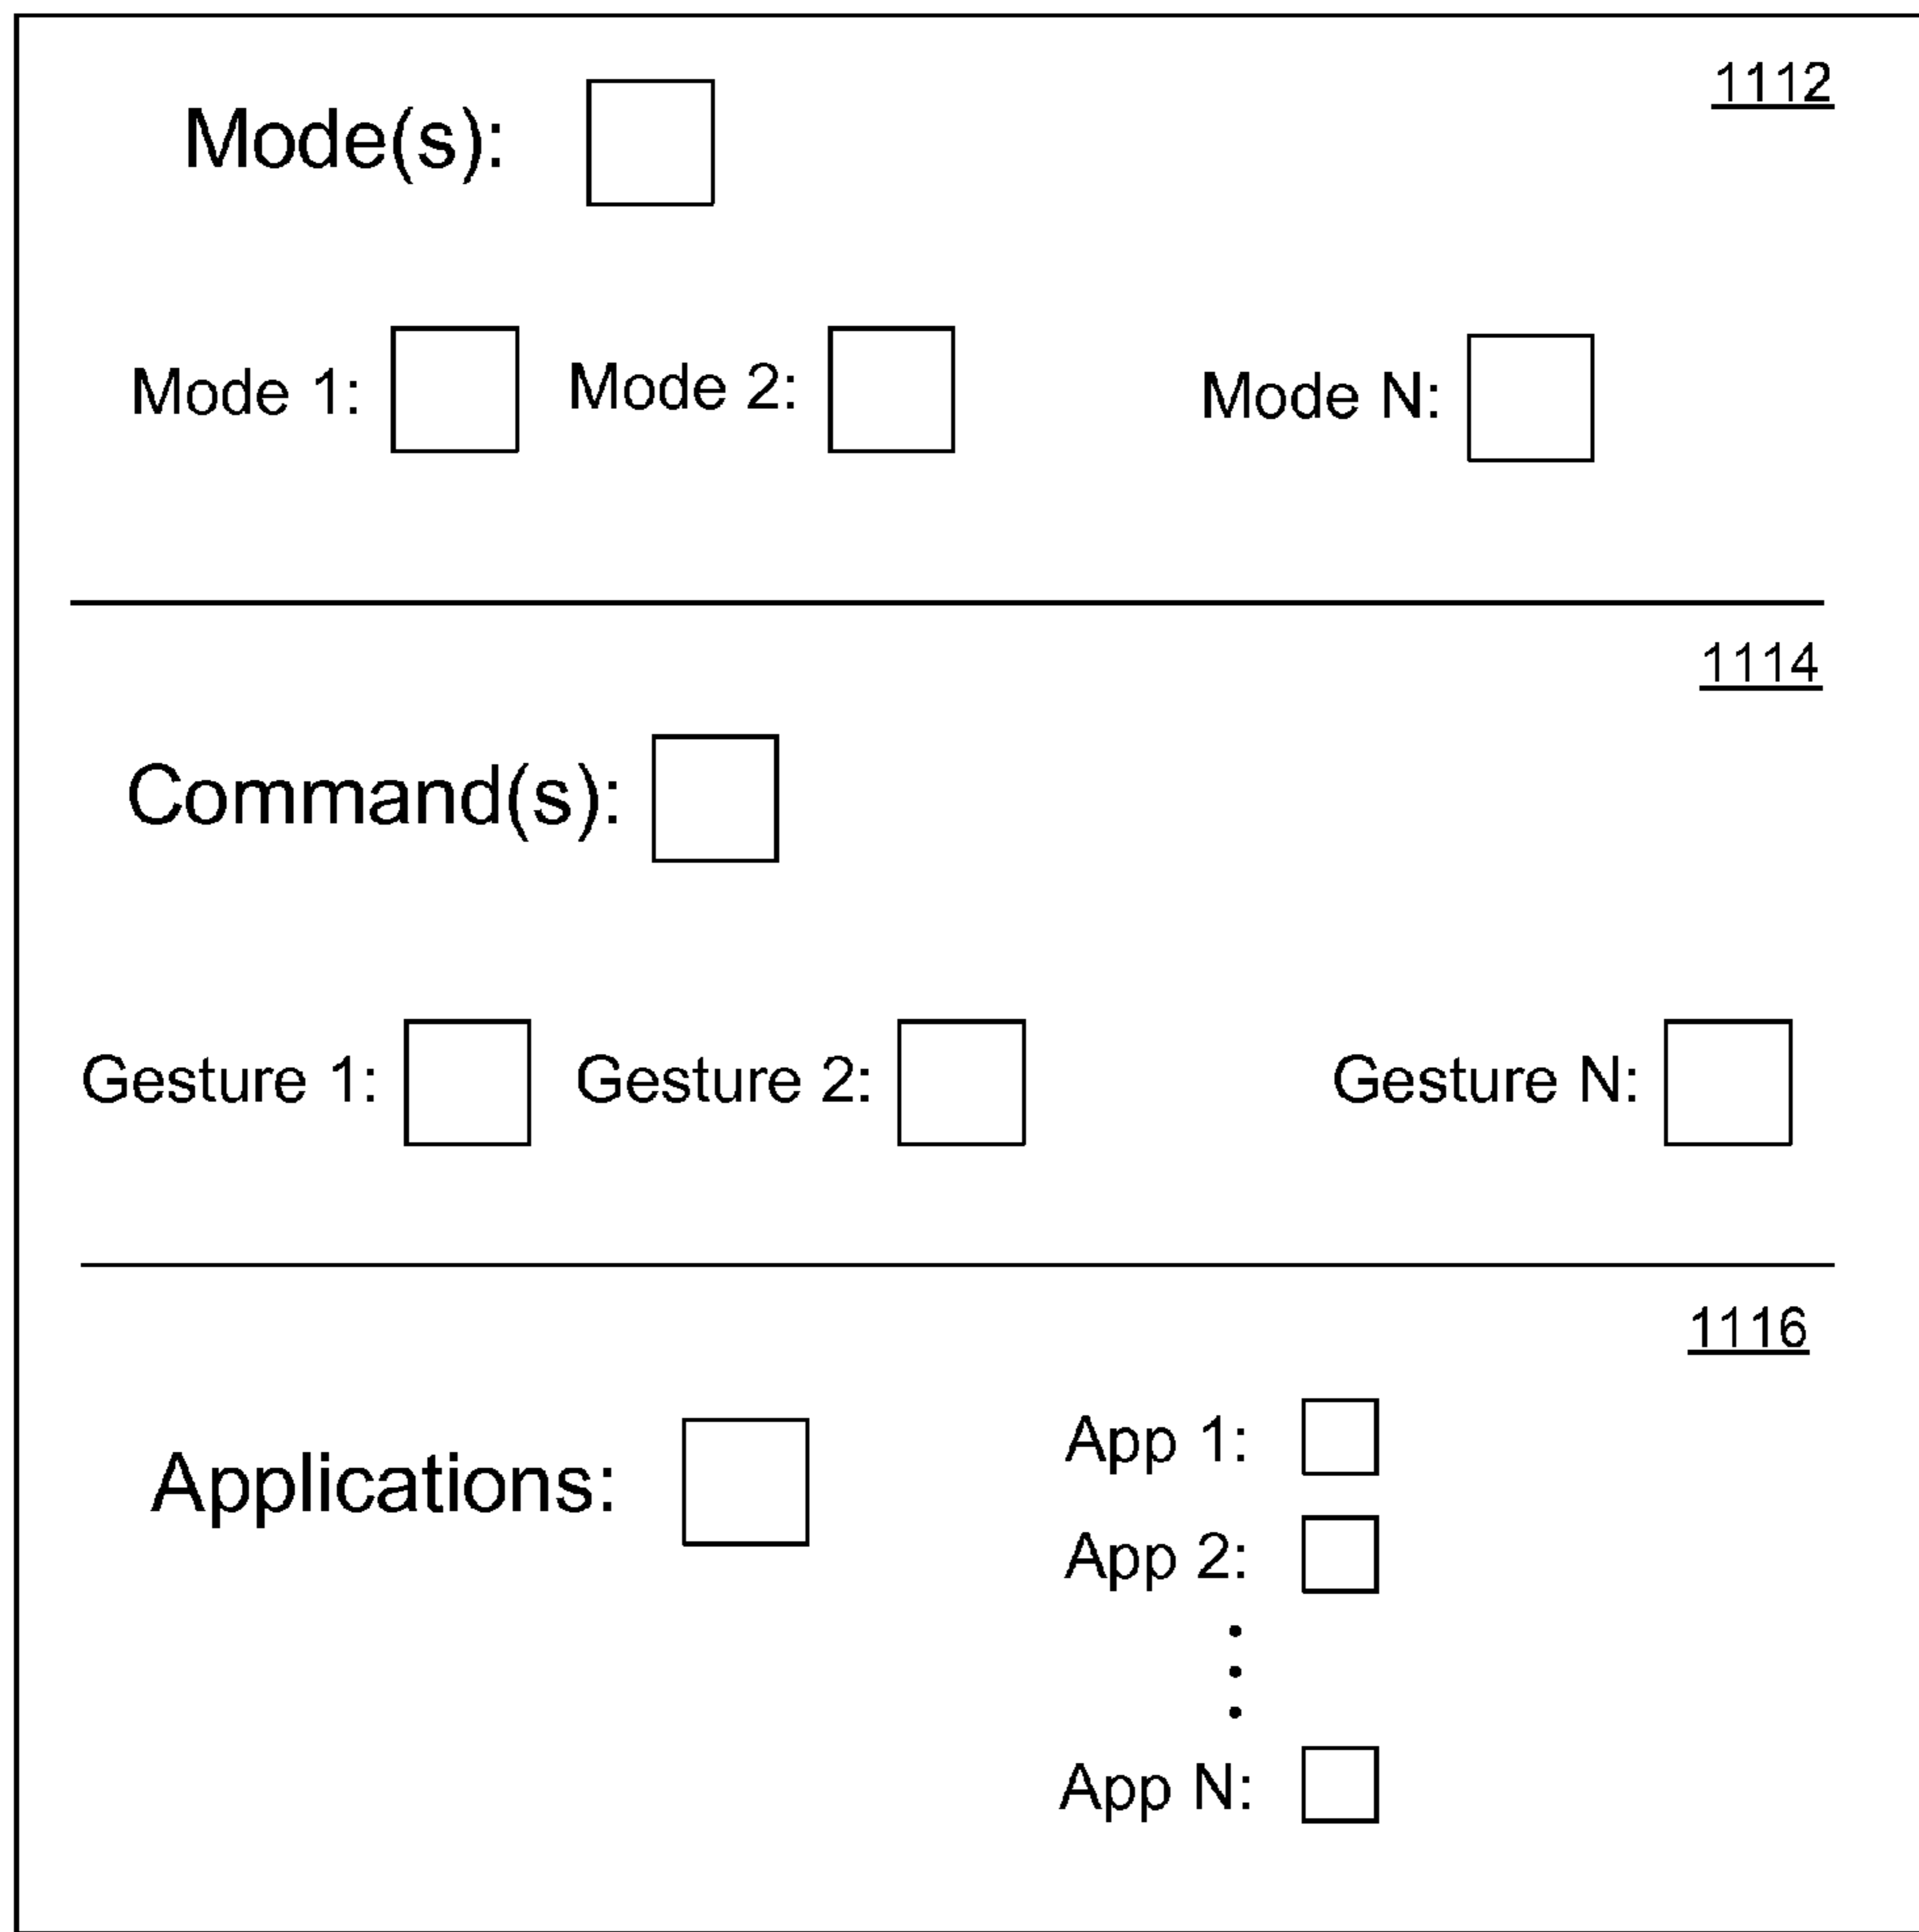 1112
Mode(s):
Mode 1: Mode 2: Mode N:
1114
Command(s):
Gesture 1: Gesture 2: Gesture N:
1116
Applications:
App 1:
App 2:
App N: